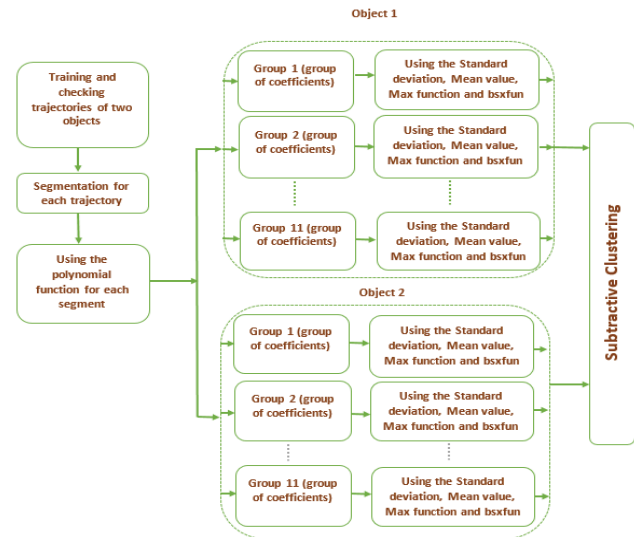 Object 1
Training and
checking
trajectories of two
objects
Segmentation for
each trajectory
Using the
polynomial
function for each
segment
Group 1 (group
of coefficients)
Using the Standard
deviation, Mean value,
Max function and bsxfun
Group 2 (group
of coefficients)
Using the Standard
deviation, Mean value,
Max function and bsxfun
Group 11 (group
of coefficients)
Using the Standard
deviation, Mean value,
Max function and bsxfun
Object 2
Group 1 (group
of coefficients)
Using the Standard
deviation, Mean value,
Max function and bsxfun
Group 2 (group
of coefficients)
Using the Standard
deviation, Mean value,
Max function and bsxfun
Group 11 (group
of coefficients)
Using the Standard
deviation, Mean value,
Max function and bsxfun
Subtractive Clustering